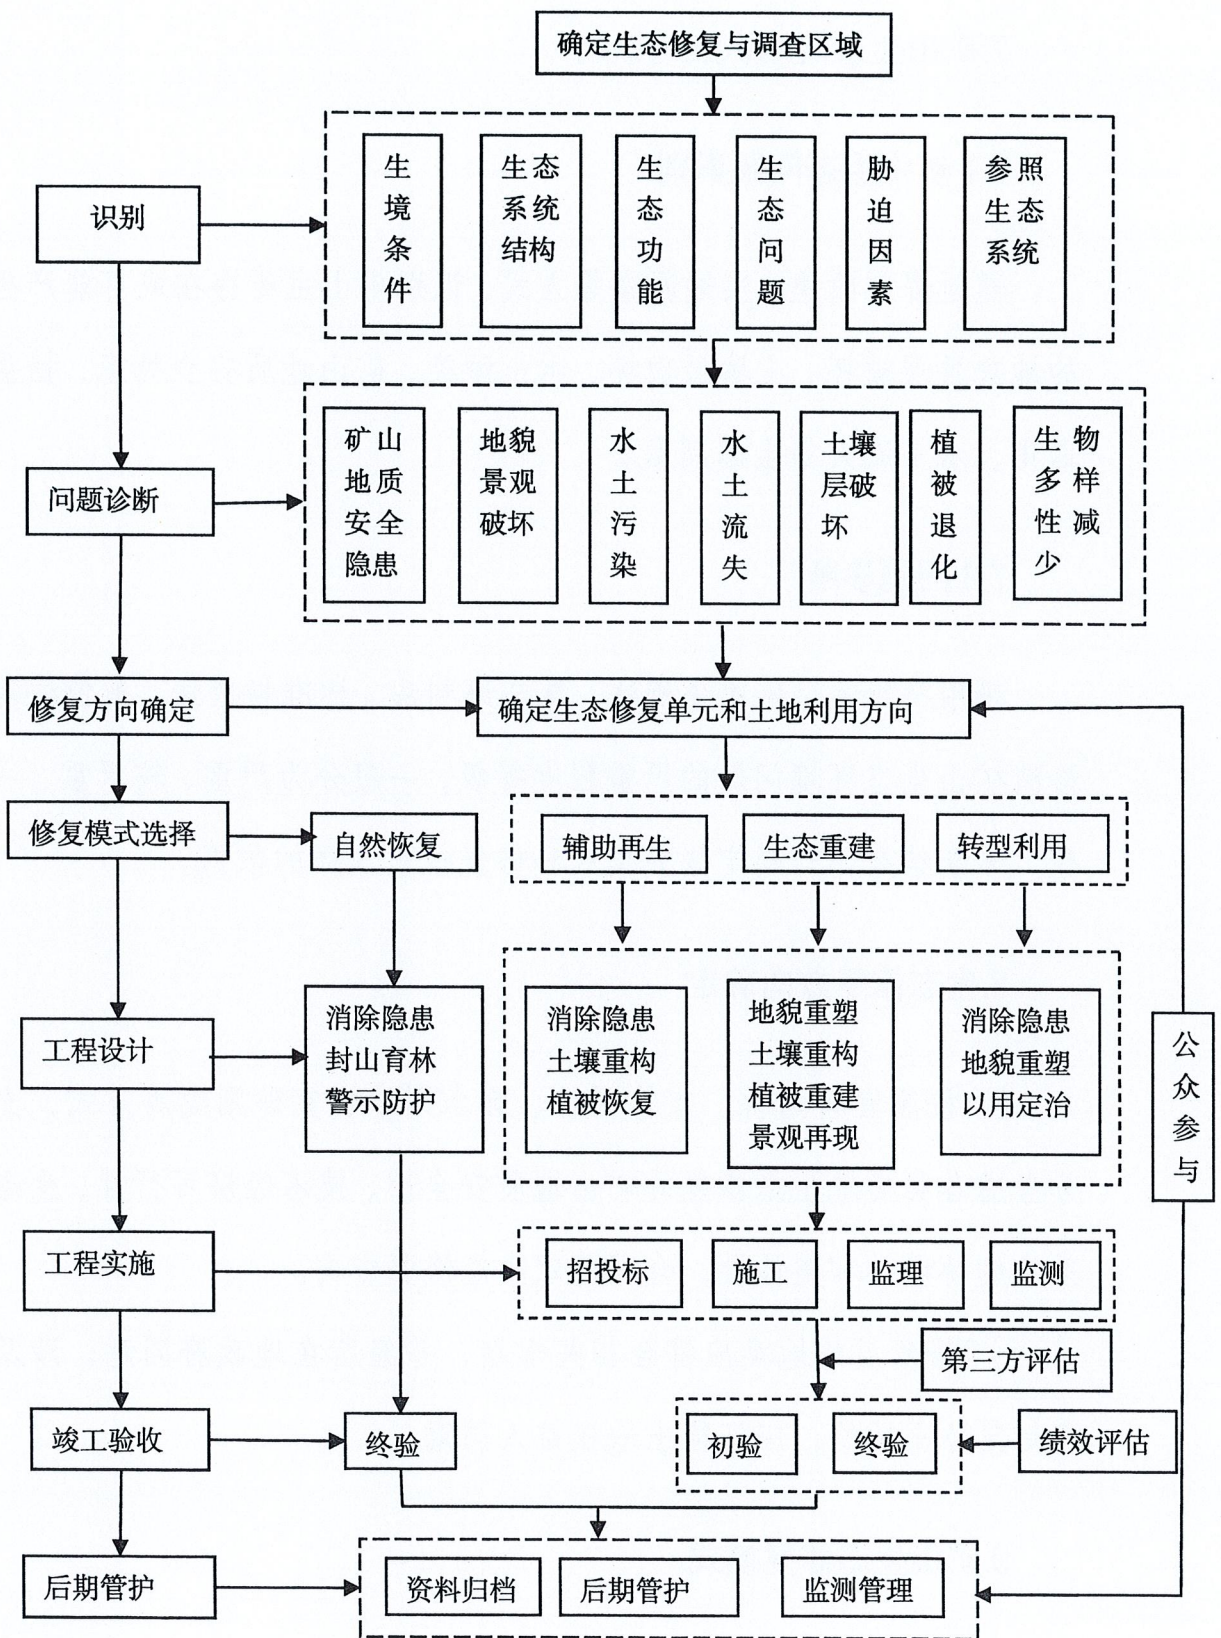 确定生态修复与调查区域
识别
生
境
条
件
生态
系统
结构
生
态
功
能
生
态
问
题
胁
迫
因
素
参照
生态
系统
问题诊断
矿山
地质
安全
隐患
地貌
景观
破坏
水
土
污
染
水
土
流
失
土壤
层破
坏
植
被
退
化
生物
多样
性减
少
修复方向确定
确定生态修复单元和土地利用方向
修复模式选择
自然恢复
辅助再生
生态重建
转型利用
工程设计
消除隐患
封山育林
警示防护
消除隐患
土壤重构
植被恢复
地貌重塑
土壤重构
植被重建
景观再现
消除隐患
地貌重塑
以用定治
公
众
参
与
工程实施
招投标
施工
监理
监测
第三方评估
竣工验收
终验
初验
终验
绩效评估
后期管护
资料归档
后期管护
监测管理